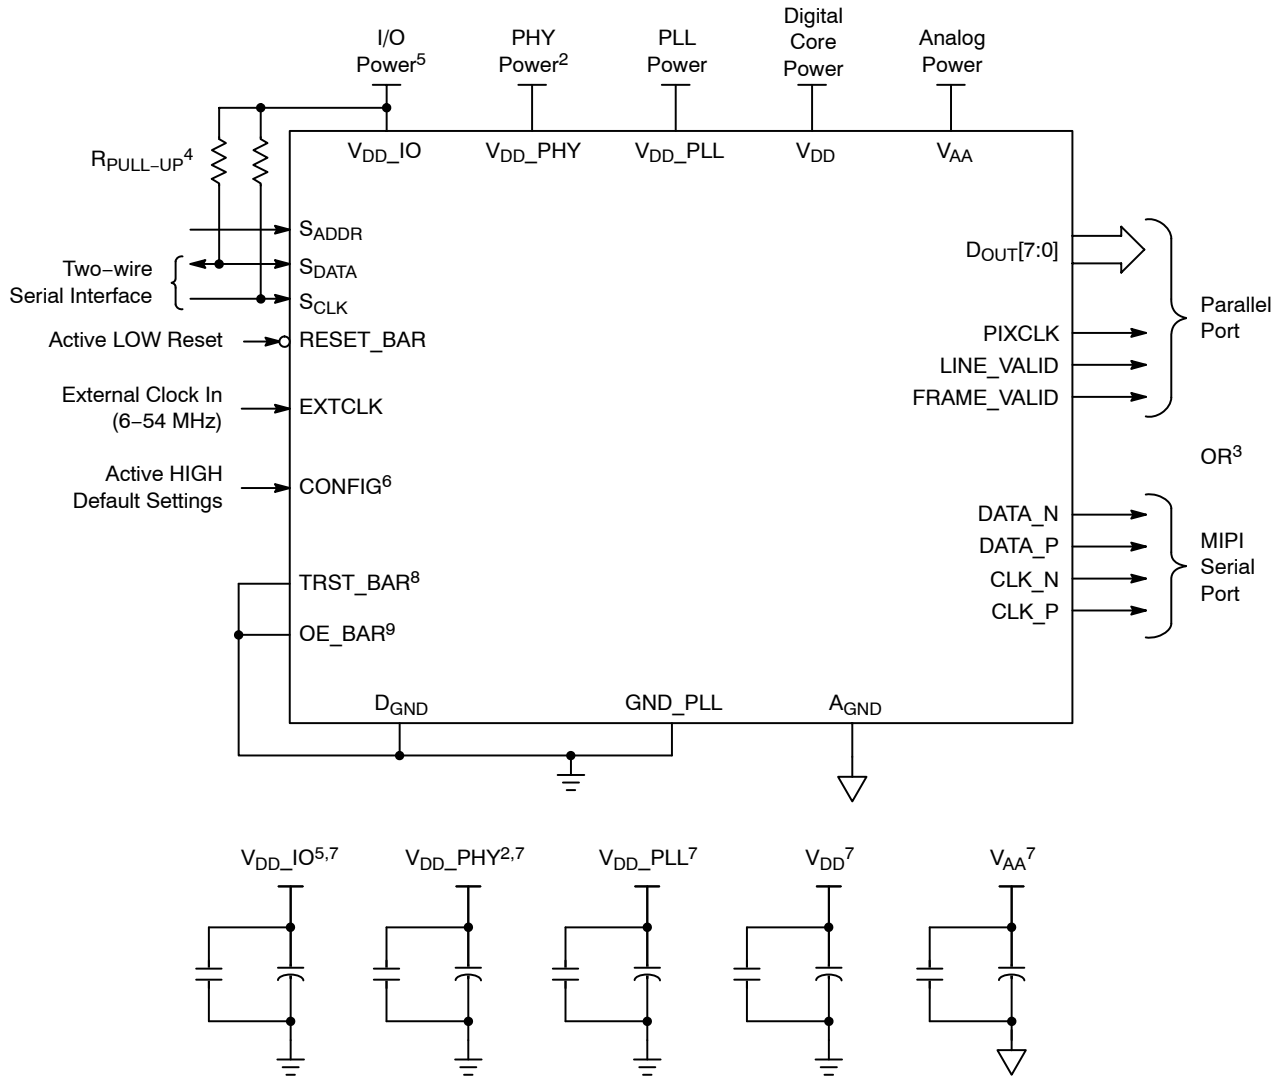 I/O
Power5
PHY
Power2
PLL
Power
Digital
Core
Power
Analog
Power
RPULL–UP4
VDD_IO
VDD_PHY
VDD_PLL
VDD
VAA
SADDR
Two–wire
Serial Interface
SDATA
SCLK
Active LOW Reset
RESET_BAR
External Clock In
(6–54 MHz)
EXTCLK
Active HIGH
Default Settings
CONFIG6
TRST_BAR8
OE_BAR9
DOUT[7:0]
PIXCLK
LINE_VALID
FRAME_VALID
Parallel
Port
OR3
DATA_N
DATA_P
CLK_N
CLK_P
MIPI
Serial
Port
DGND
GND_PLL
AGND
VDD_IO5,7
VDD_PHY2,7
VDD_PLL7
VDD7
VAA7